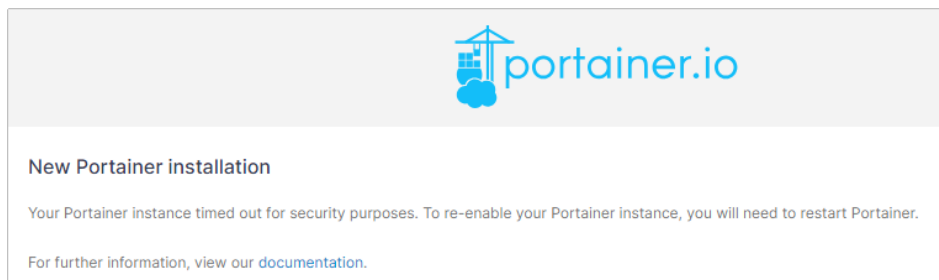 portainer.io
New Portainer installation
Your Portainer instance timed out for security purposes. To re-enable your Portainer instance, you will need to restart Portainer.
For further information, view our documentation.